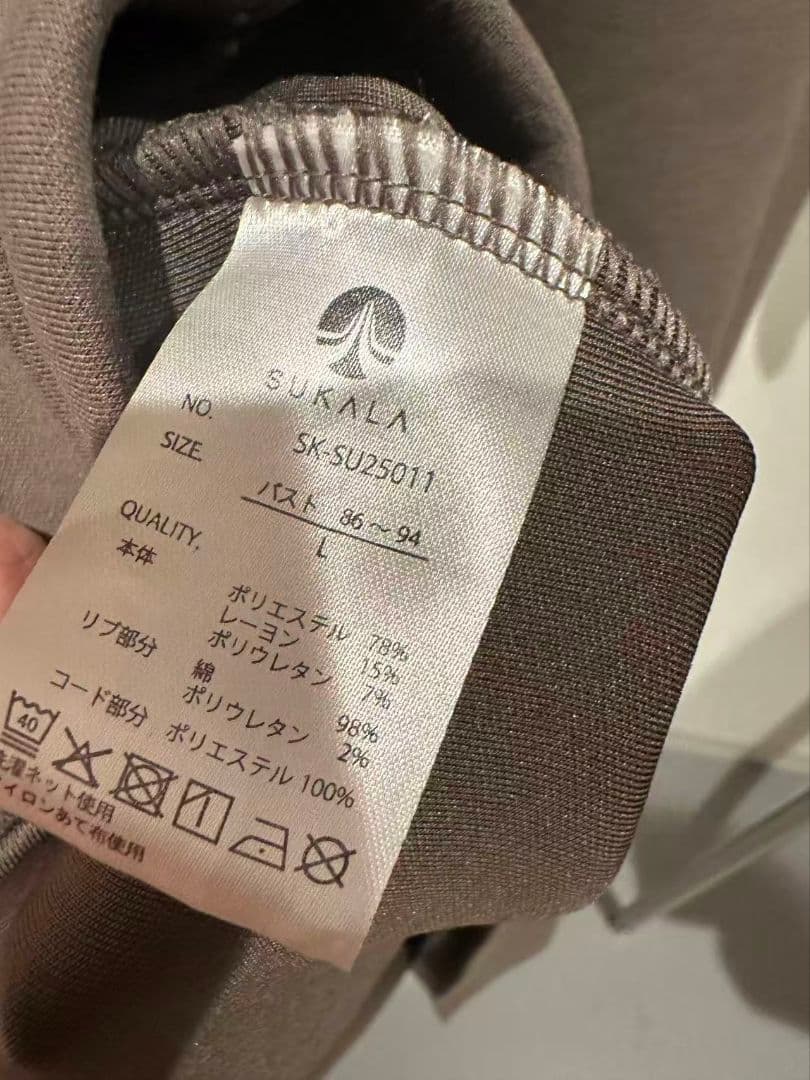 SUKALA
NO. SK-SU25011
SIZE. バスト 86～94
L
QUALITY.
本体 ポリエステル 78%
レーヨン 15%
ポリウレタン 7%
リブ部分 綿 98%
ポリウレタン 2%
コード部分 ポリエステル 100%
40
洗濯ネット使用
アイロンあて布使用